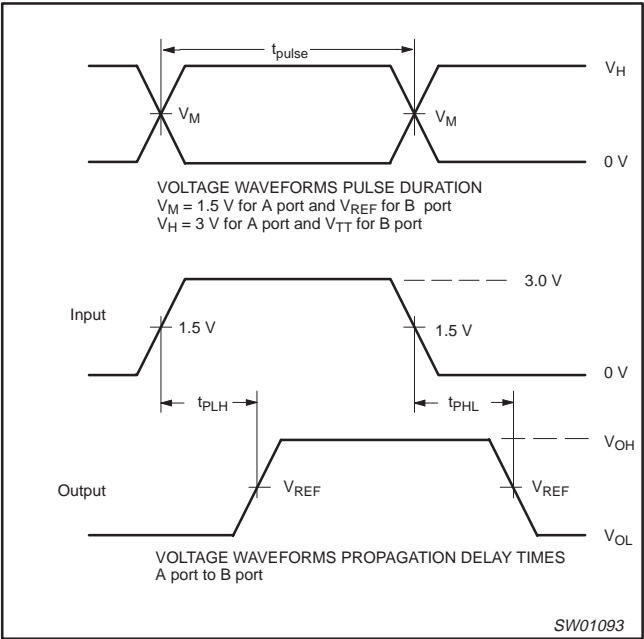 tpulse
VH
VM VM
0 V
VOLTAGE WAVEFORMS PULSE DURATION
VM = 1.5 V for A port and VREF for B port
VH = 3 V for A port and VTT for B port
3.0 V
Input
1.5 V 1.5 V
0 V
tPLH tPHL
VOH
Output
VREF VREF
VOL
VOLTAGE WAVEFORMS PROPAGATION DELAY TIMES
A port to B port
SW01093